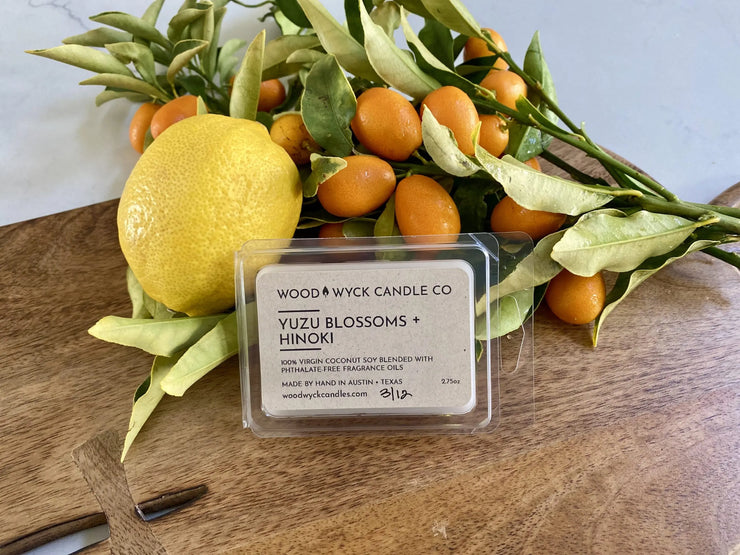 WOOD WYCK CANDLE CO
YUZU BLOSSOMS +
HINOKI
100% VIRGIN COCONUT SOY BLENDED WITH
PHTHALATE-FREE FRAGRANCE OILS
MADE BY HAND IN AUSTIN • TEXAS 2.75oz
woodwyckcandles.com 3/12